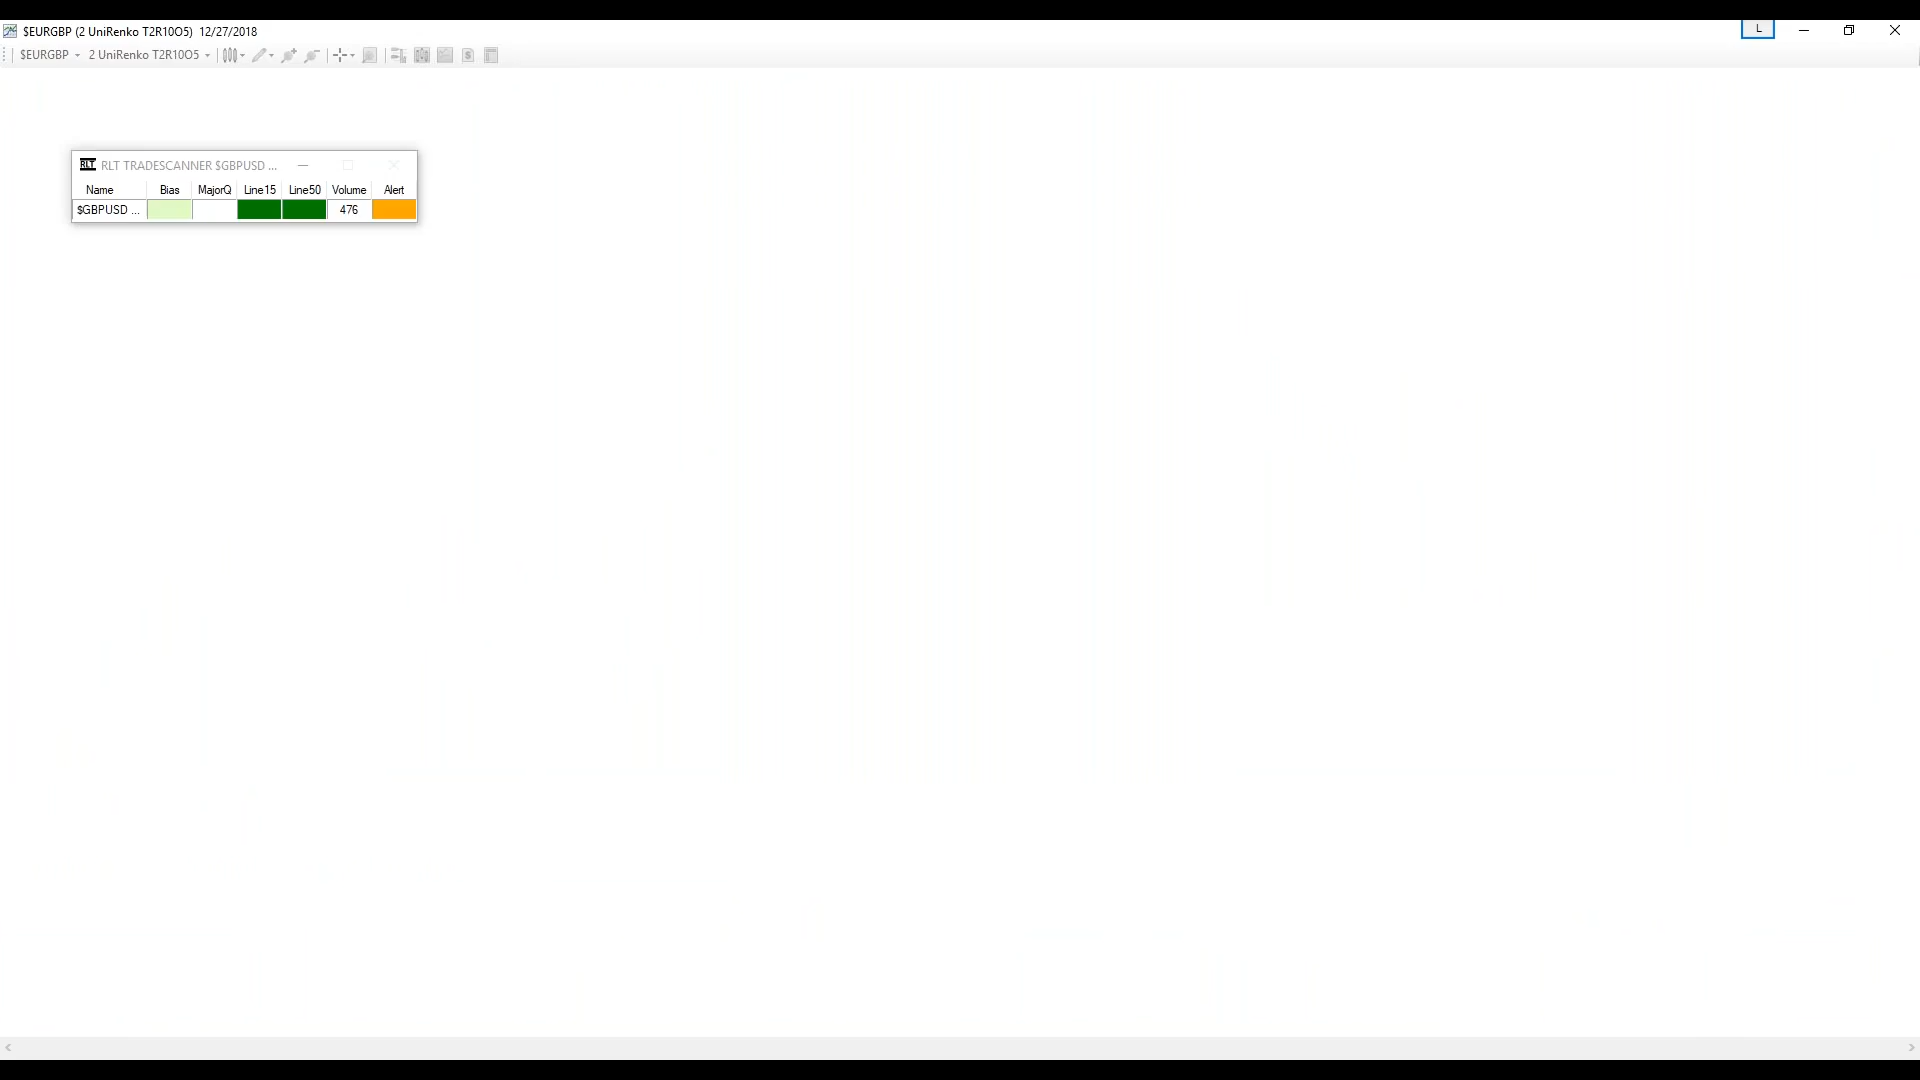 $EURGBP (2 UniRenko T2R10O5) 12/27/2018
L
$EURGBP 2 UniRenko T2R10O5
RLT RLT TRADESCANNER $GBPUSD ...
Name Bias MajorQ Line15 Line50 Volume Alert
$GBPUSD ... 476